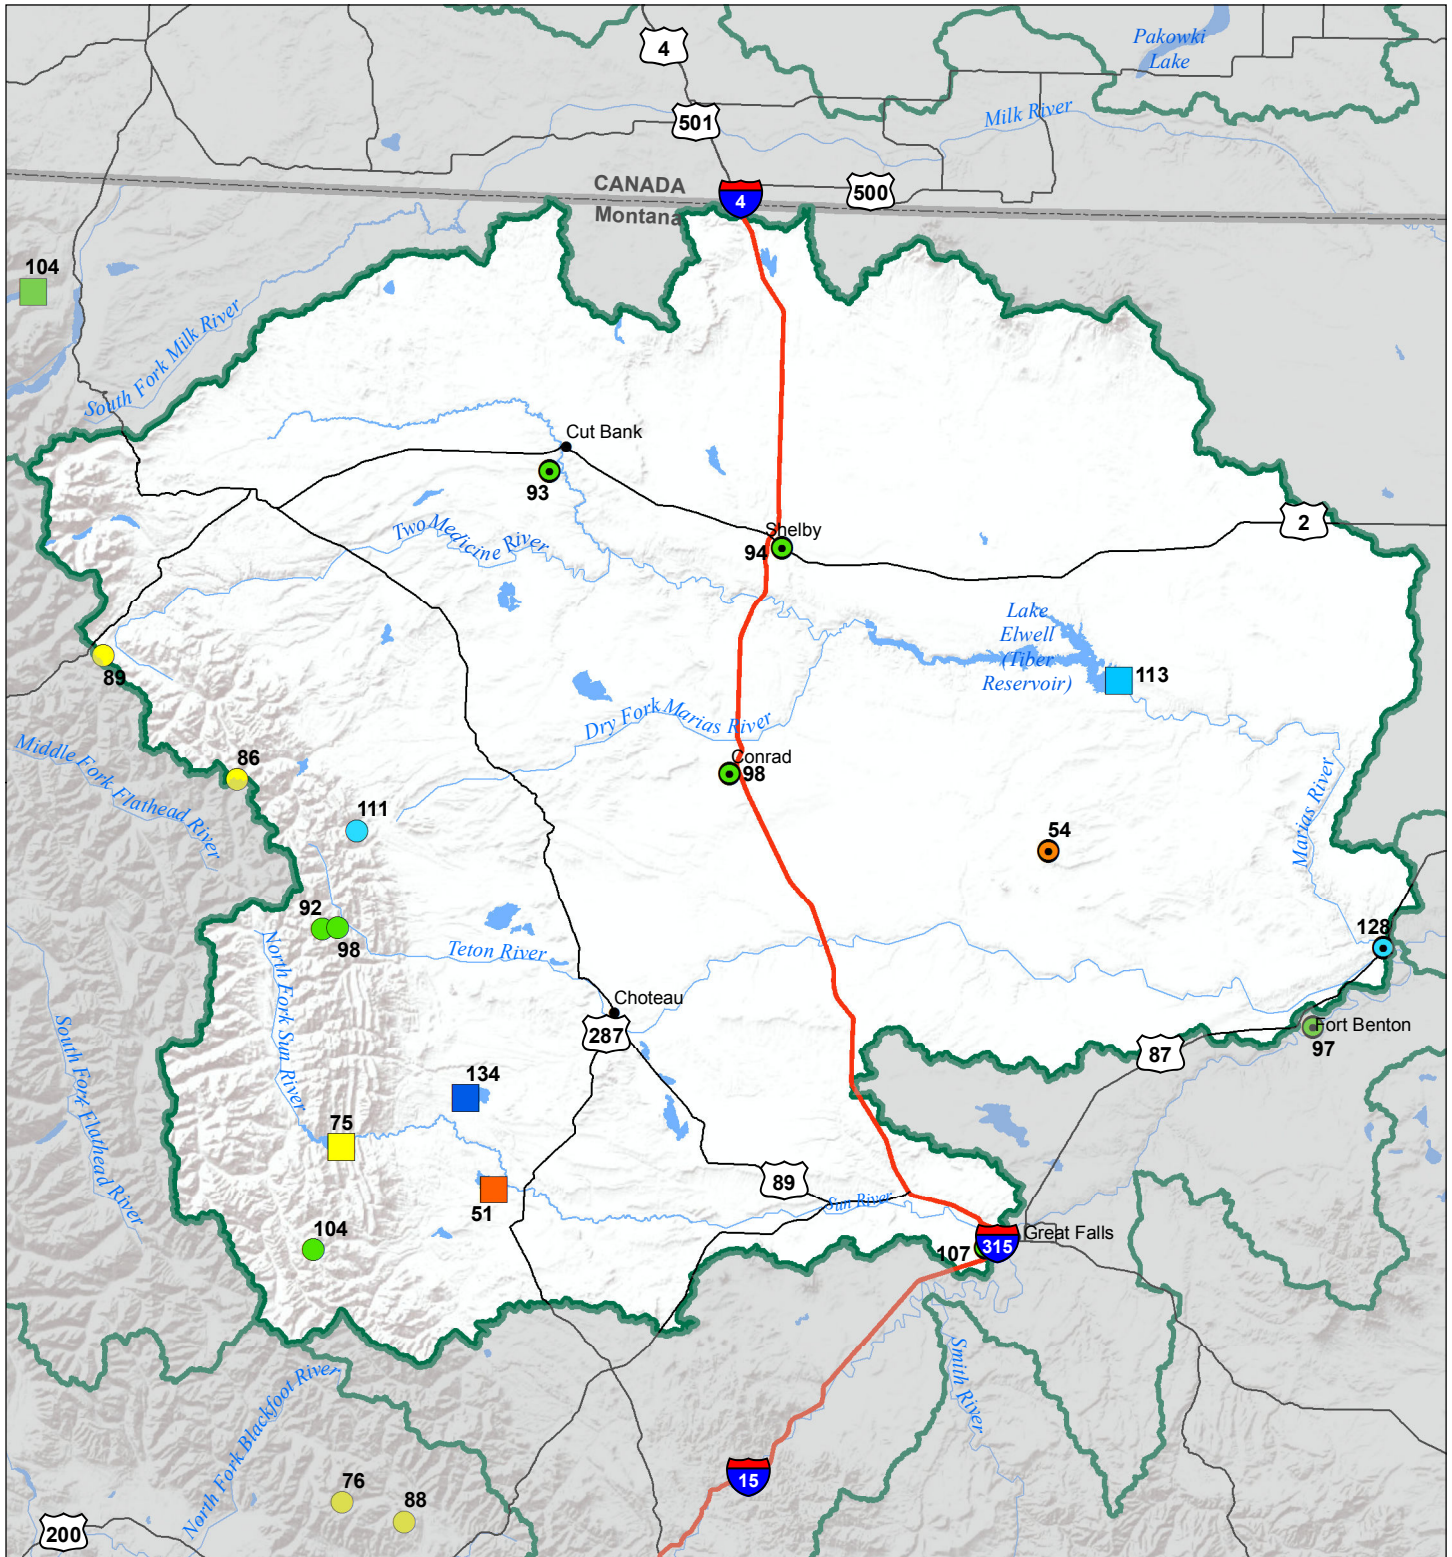 4
Pakowki
Lake
501
Milk River
CANADA
Montana
4
500
104
South Fork Milk River
Cut Bank
93
2
Two Medicine River
Shelby
94
Lake
Elwell
(Tiber
Reservoir)
113
89
Dry Fork Marias River
Middle Fork Flathead River
86
Conrad
98
Marias River
111
54
92
98
128
North Fork Sun River
Teton River
Choteau
287
Fort Benton
97
87
South Fork Flathead River
134
75
51
89
Sun River
104
107
315
Great Falls
Smith River
North Fork Blackfoot River
15
76
88
200